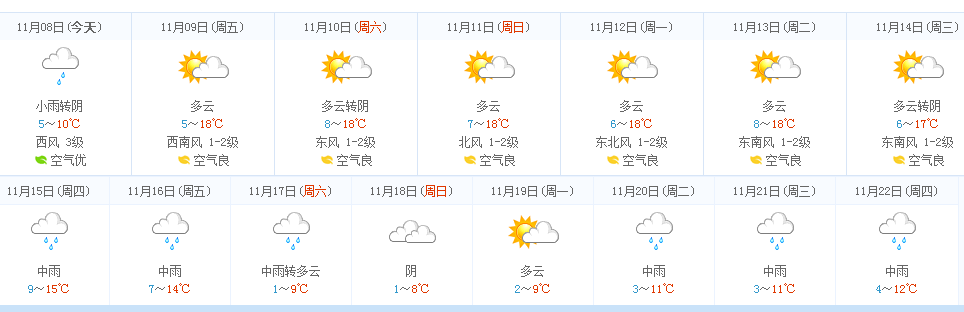 11月08日(今天) 11月09日(周五) 11月10日(周六) 11月11日(周日) 11月12日(周一) 11月13日(周二) 11月14日(周三)
小雨转阴 多云 多云转阴 多云 多云 多云 多云转阴
5～10℃ 5～18℃ 8～18℃ 7～18℃ 6～18℃ 8～18℃ 6～17℃
西风 3级 西南风 1-2级 东风 1-2级 北风 1-2级 东北风 1-2级 东南风 1-2级 东南风 1-2级
空气优 空气良 空气良 空气良 空气良 空气良 空气良
11月15日(周四) 11月16日(周五) 11月17日(周六) 11月18日(周日) 11月19日(周一) 11月20日(周二) 11月21日(周三) 11月22日(周四)
中雨 中雨 中雨转多云 阴 多云 中雨 中雨 中雨
9～15℃ 7～14℃ 1～9℃ 1～8℃ 2～9℃ 3～11℃ 3～11℃ 4～12℃